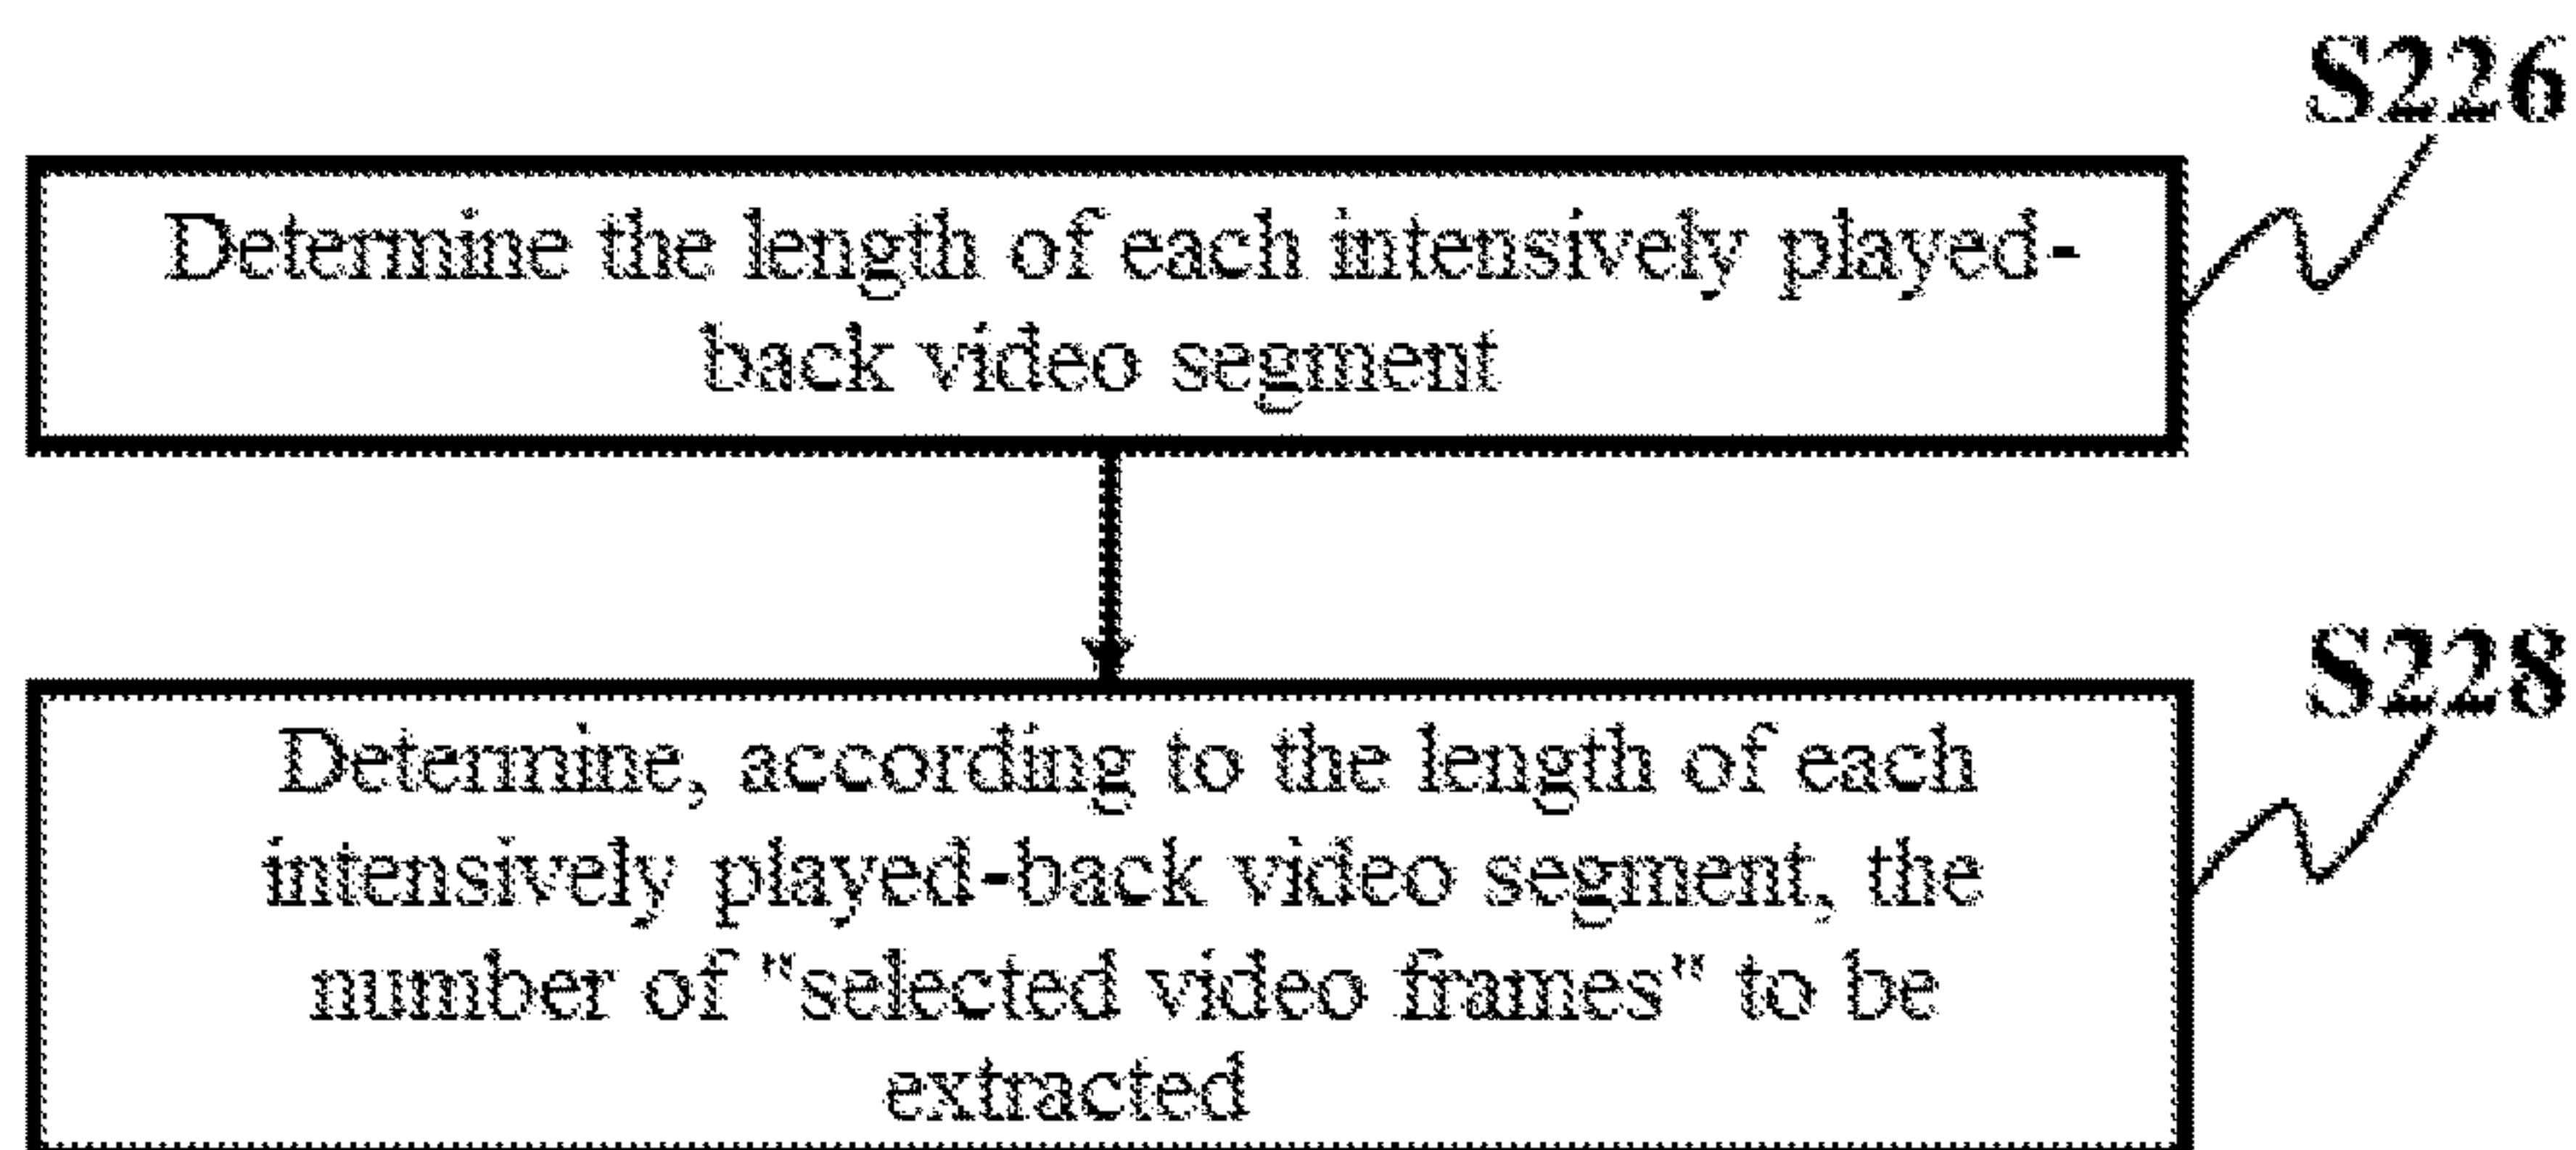 S226
Determine the length of each intensively played-
back video segment
S228
Determine, according to the length of each
intensively played-back video segment, the
number of "selected video frames" to be
extracted